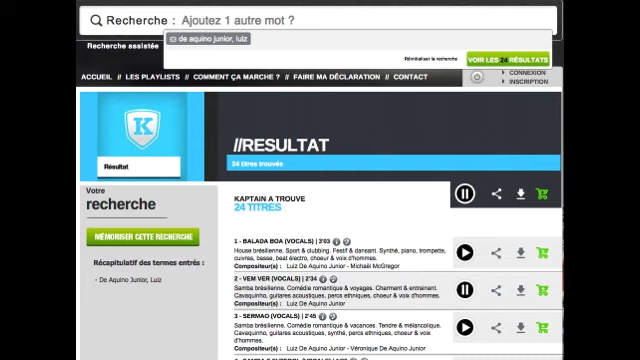 Recherche : Ajoutez 1 autre mot ?
de aquino junior, luiz
Recherche assistée
Réinitialiser la recherche
VOIR LES 24 RÉSULTATS
ACCUEIL // LES PLAYLISTS // COMMENT ÇA MARCHE ? // FAIRE MA DÉCLARATION // CONTACT
> CONNEXION
> INSCRIPTION
K
//RESULTAT
Résultat
24 titres trouvés
Votre
recherche
KAPTAIN A TROUVE
24 TITRES
MÉMORISER CETTE RECHERCHE
Récapitulatif des termes entrés :
- De Aquino Junior, Luiz
1 - BALADA BOA (VOCALS) | 3'03
House brésilienne. Sport & clubbing, Festif & dansant. Synthé, piano, trompette,
cuivres, basse, beat électro, choeur & voix d'hommes.
Compositeur(s) : Luiz De Aquino Junior - Michaël McGregor
2 - VEM VER (VOCALS) | 2'34
Samba brésilienne. Comédie romantique & voyages. Charmant & entrainant.
Cavaquinho, guitares acoustiques, percs ethniques, choeur & voix d'hommes.
Compositeur(s) : Luiz De Aquino Junior
3 - SERMAO (VOCALS) | 2'45
Samba brésilienne. Comédie romantique & vacances. Tendre & mélancolique.
Cavaquinho, guitares acoustiques, synthé, percs ethniques, choeur & voix
d'hommes.
Compositeur(s) : Luiz De Aquino Junior - Véronique De Aquino Junior